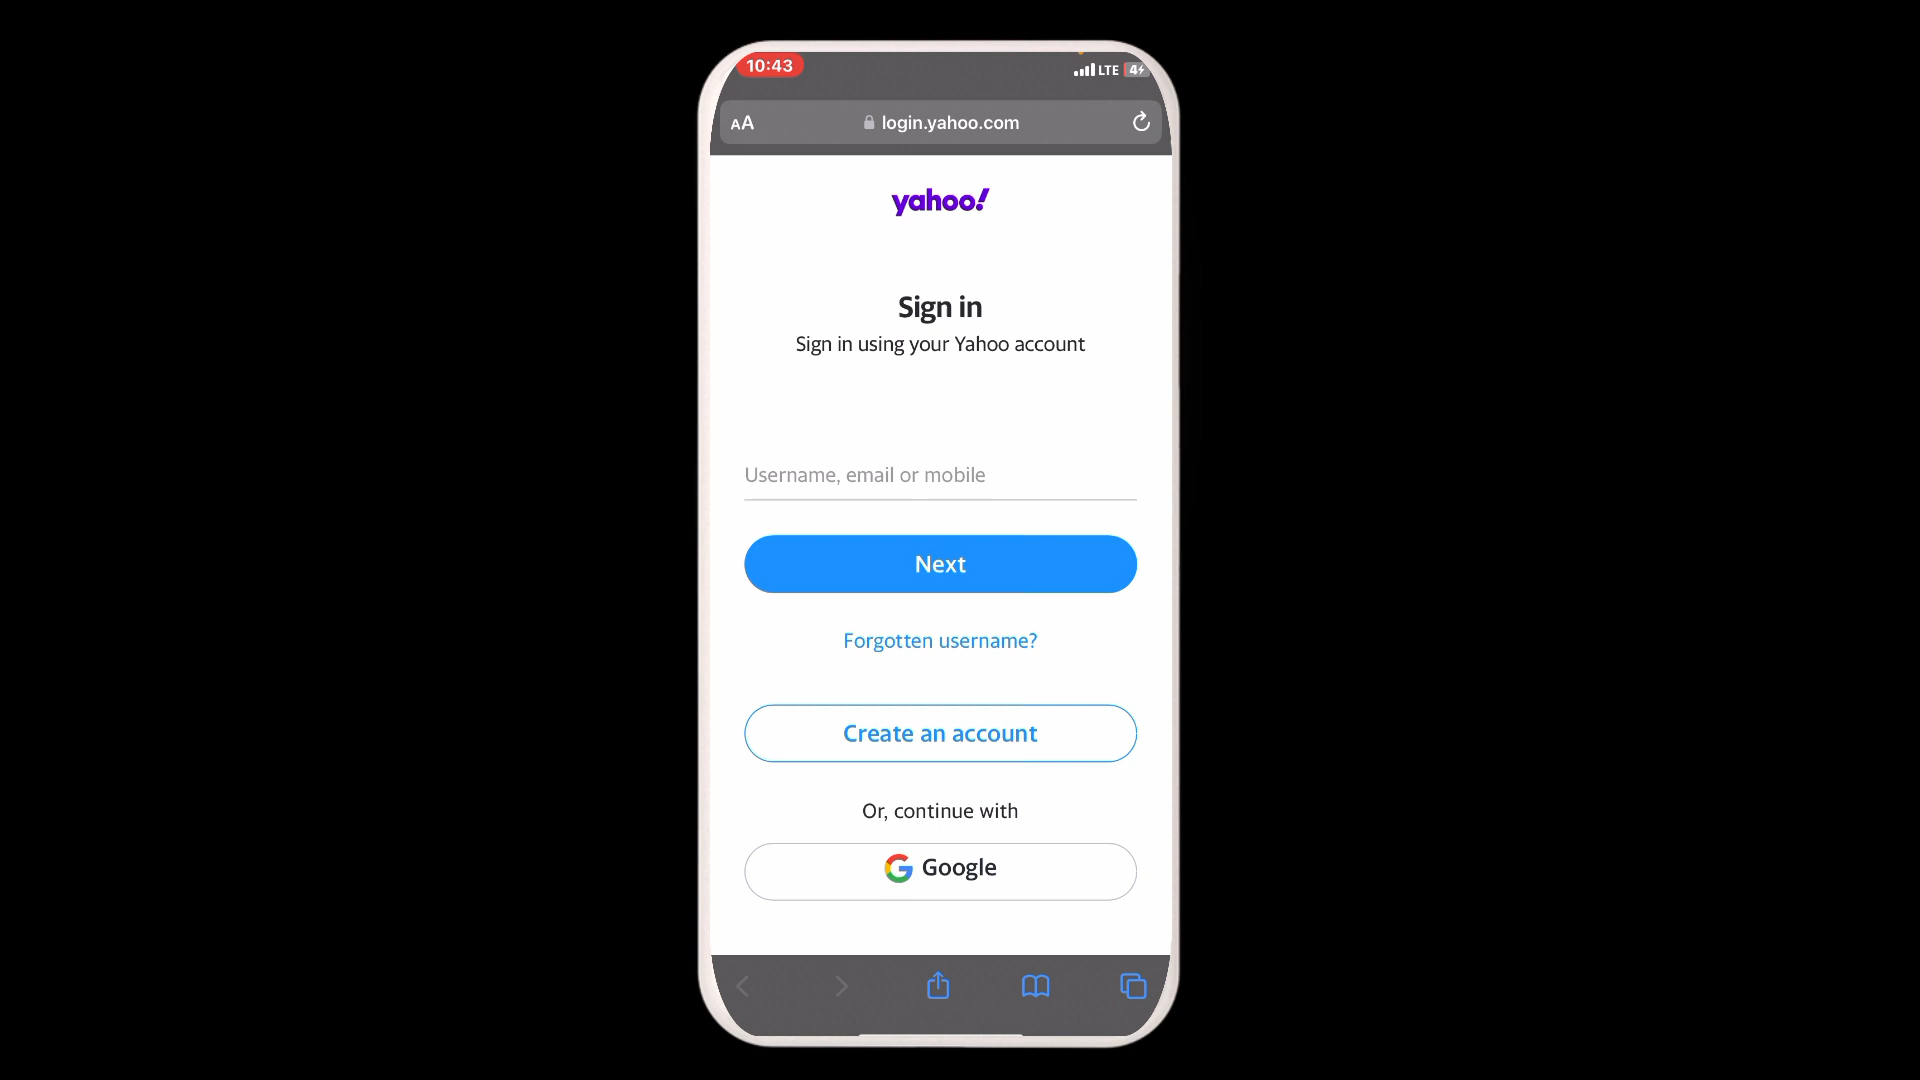 10:43
LTE 4
AA login.yahoo.com
yahoo!
Sign in
Sign in using your Yahoo account
Username, email or mobile
Next
Forgotten username?
Create an account
Or, continue with
Google